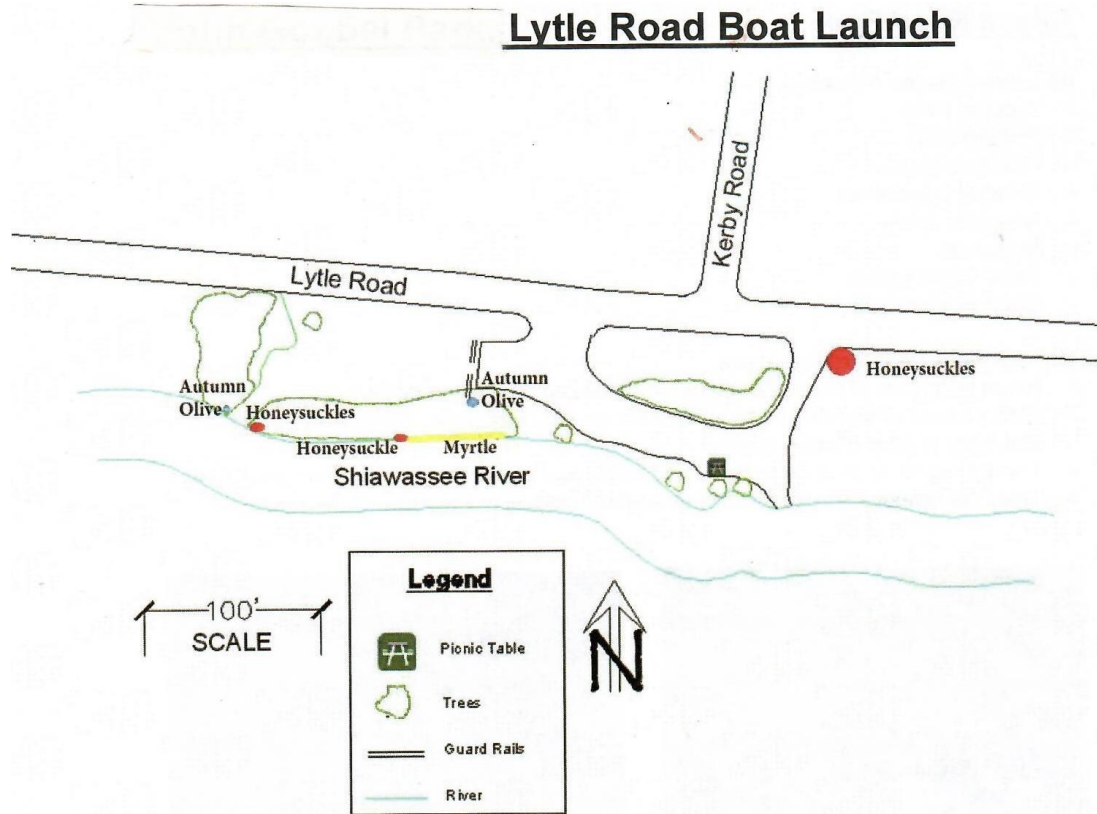 Lytle Road Boat Launch
Kerby Road
Lytle Road
Autumn
Olive
Honeysuckles
Autumn
Olive
Honeysuckles
Honeysuckle
Myrtle
Shiawassee River
100'
SCALE
Legend
Picnic Table
Trees
Guard Rails
River
N